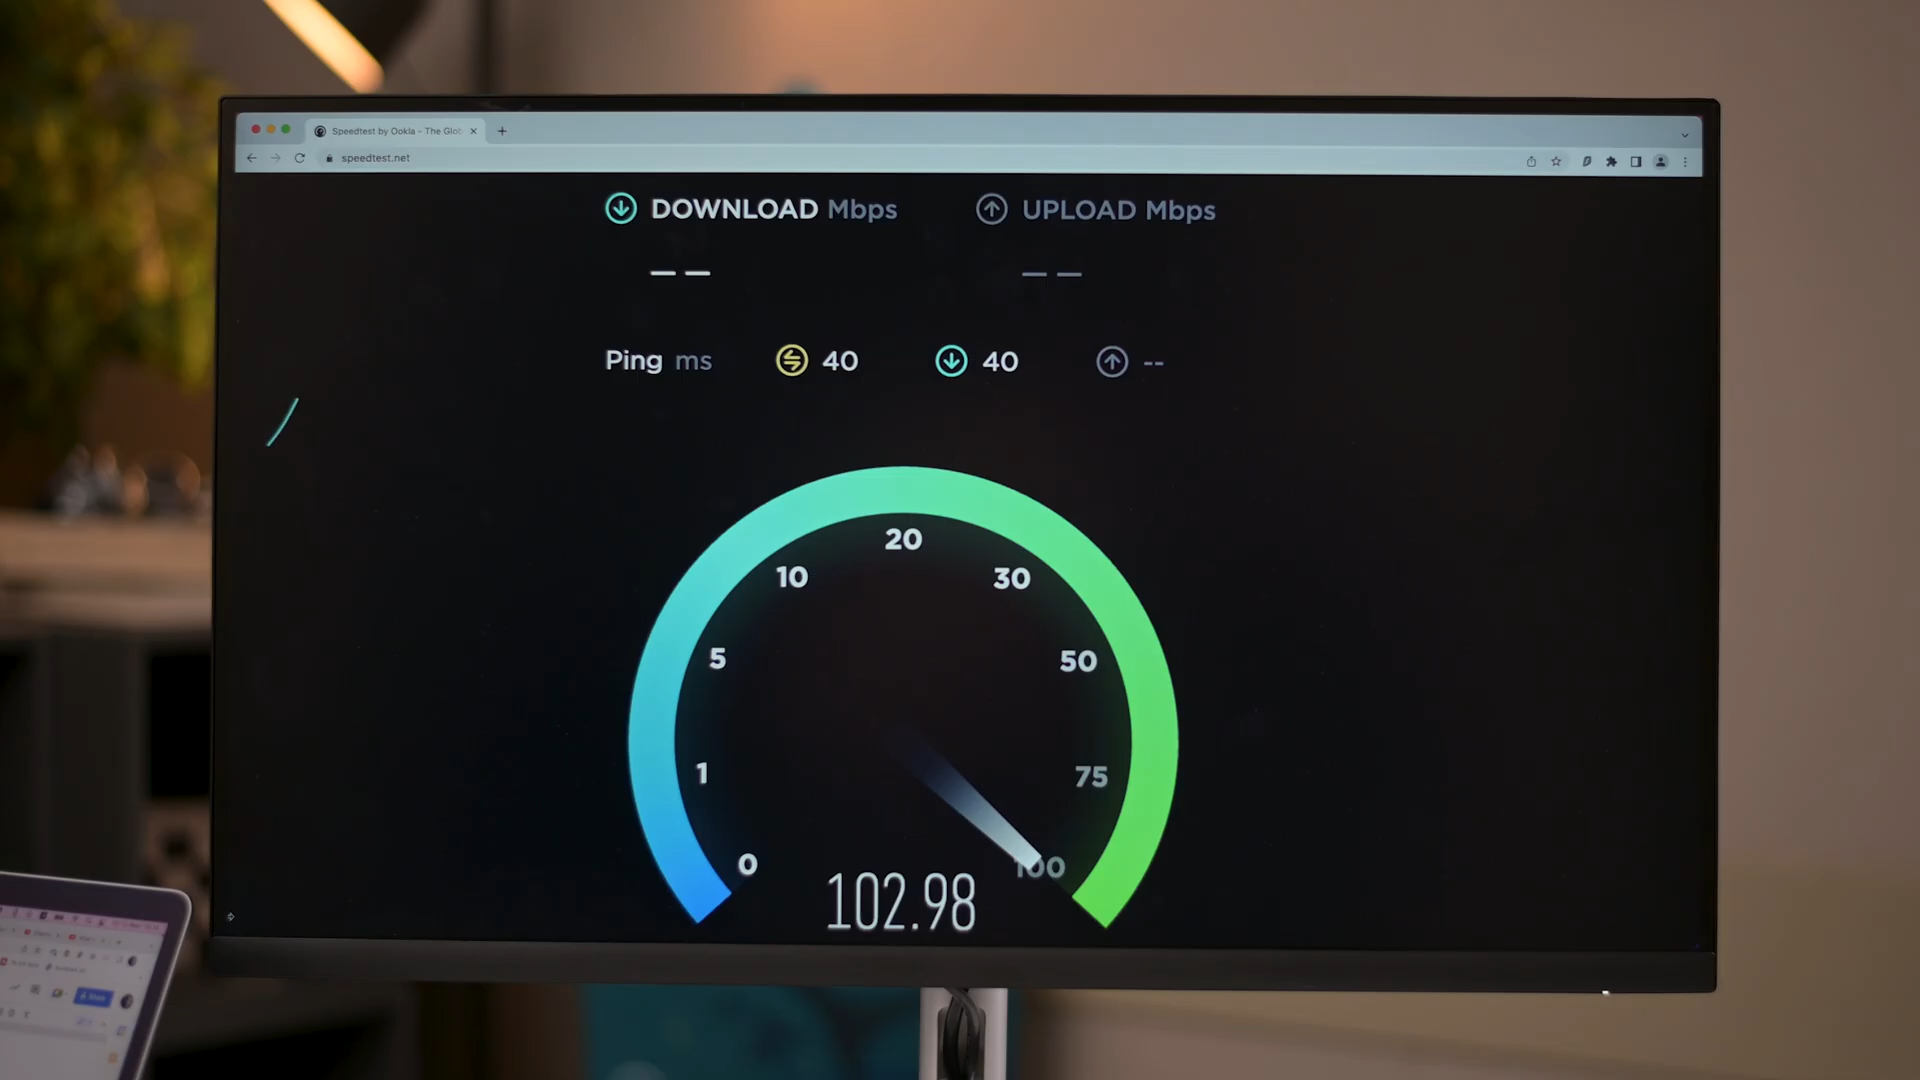 Speedtest by Ookla - The Glob
speedtest.net
DOWNLOAD Mbps
UPLOAD Mbps
— —
— —
Ping ms 40 40 --
20
10
30
5
50
1
75
0
100
102.98